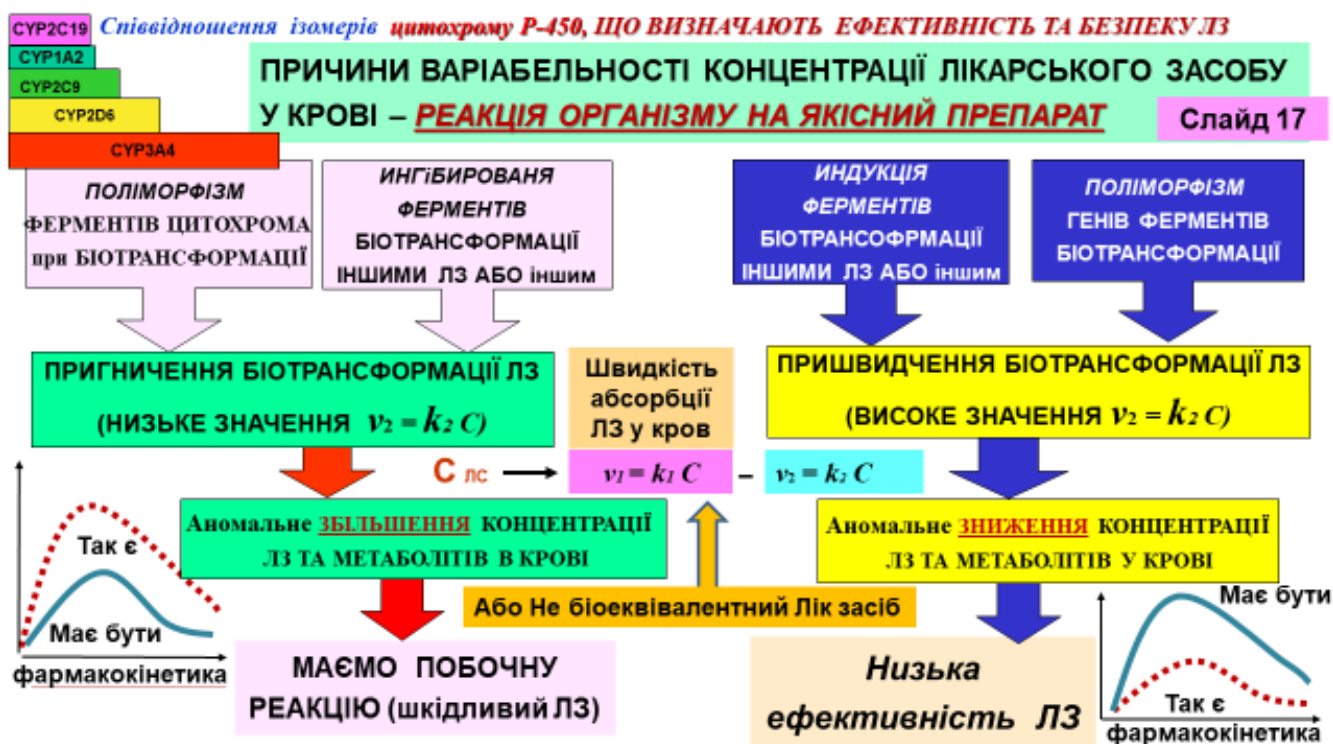 CYP2C19
Співвідношення ізомерів цитохрому Р-450, ЩО ВИЗНАЧАЮТЬ ЕФЕКТИВНІСТЬ ТА БЕЗПЕКУ ЛЗ
CYP1A2
CYP2C9
CYP2D6
CYP3A4
ПРИЧИНИ ВАРІАБЕЛЬНОСТІ КОНЦЕНТРАЦІЇ ЛІКАРСЬКОГО ЗАСОБУ
У КРОВІ – РЕАКЦІЯ ОРГАНІЗМУ НА ЯКІСНИЙ ПРЕПАРАТ
Слайд 17
ПОЛІМОРФІЗМ
ФЕРМЕНТІВ ЦИТОХРОМА
при БІОТРАНСФОРМАЦІЇ
ИНГіБИРОВАНЯ
ФЕРМЕНТІВ
БІОТРАНСФОРМАЦІЇ
ІНШИМИ ЛЗ АБО іншим
ИНДУКЦІЯ
ФЕРМЕНТІВ
БІОТРАНСОФРМАЦІЇ
ІНШИМИ ЛЗ АБО іншим
ПОЛІМОРФІЗМ
ГЕНІВ ФЕРМЕНТІВ
БІОТРАНСФОРМАЦІЇ
ПРИГНИЧЕННЯ БІОТРАНСФОРМАЦІЇ ЛЗ
(НИЗЬКЕ ЗНАЧЕННЯ v₂ = k₂ C)
Швидкість
абсорбції
ЛЗ у кров
ПРИШВИДЧЕННЯ БІОТРАНСФОРМАЦІЇ ЛЗ
(ВИСОКЕ ЗНАЧЕННЯ v₂ = k₂ C)
С лс
v₁ = k₁ C – v₂ = k₂ C
Аномальне ЗБІЛЬШЕННЯ КОНЦЕНТРАЦІЇ
ЛЗ ТА МЕТАБОЛІТІВ В КРОВІ
Аномальне ЗНИЖЕННЯ КОНЦЕНТРАЦІЇ
ЛЗ ТА МЕТАБОЛІТІВ У КРОВІ
Так є
Має бути
фармакокінетика
Або Не біоеквівалентний Лік засіб
МАЄМО ПОБОЧНУ
РЕАКЦІЮ (шкідливий ЛЗ)
Низька
ефективність ЛЗ
Має бути
Так є
фармакокінетика